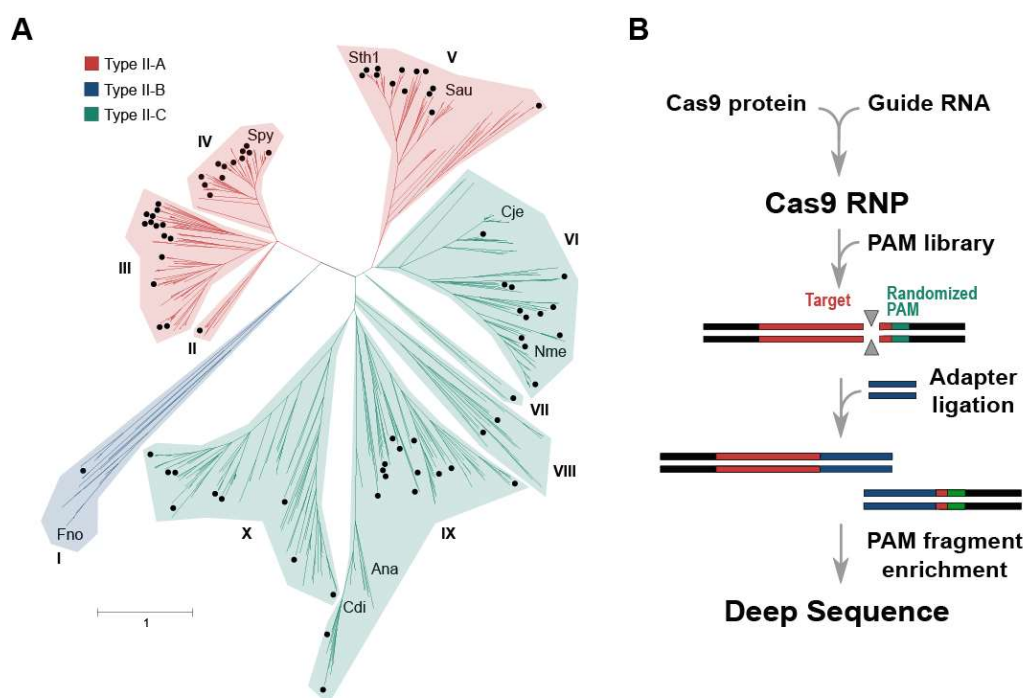 A
Type II-A
Type II-B
Type II-C
Sth1
V
Sau
IV
Spy
III
II
Cje
VI
Nme
VII
VIII
IX
X
Ana
Cdi
Fno
I
1
B
Cas9 protein
Guide RNA
Cas9 RNP
PAM library
Target
Randomized
PAM
Adapter
ligation
PAM fragment
enrichment
Deep Sequence